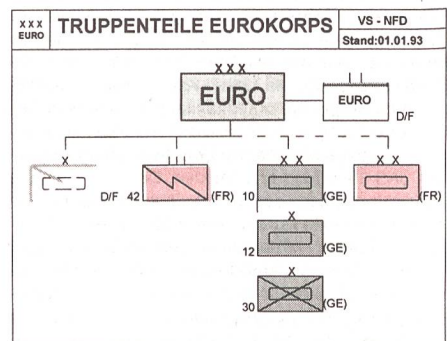 XXX
EURO
TRUPPENTEILE EUROKORPS
VS - NFD
Stand:01.01.93
XXX
EURO
II
EURO
D/F
X
D/F
III
42
(FR)
XX
10
(GE)
XX
(FR)
X
12
(GE)
X
30
(GE)